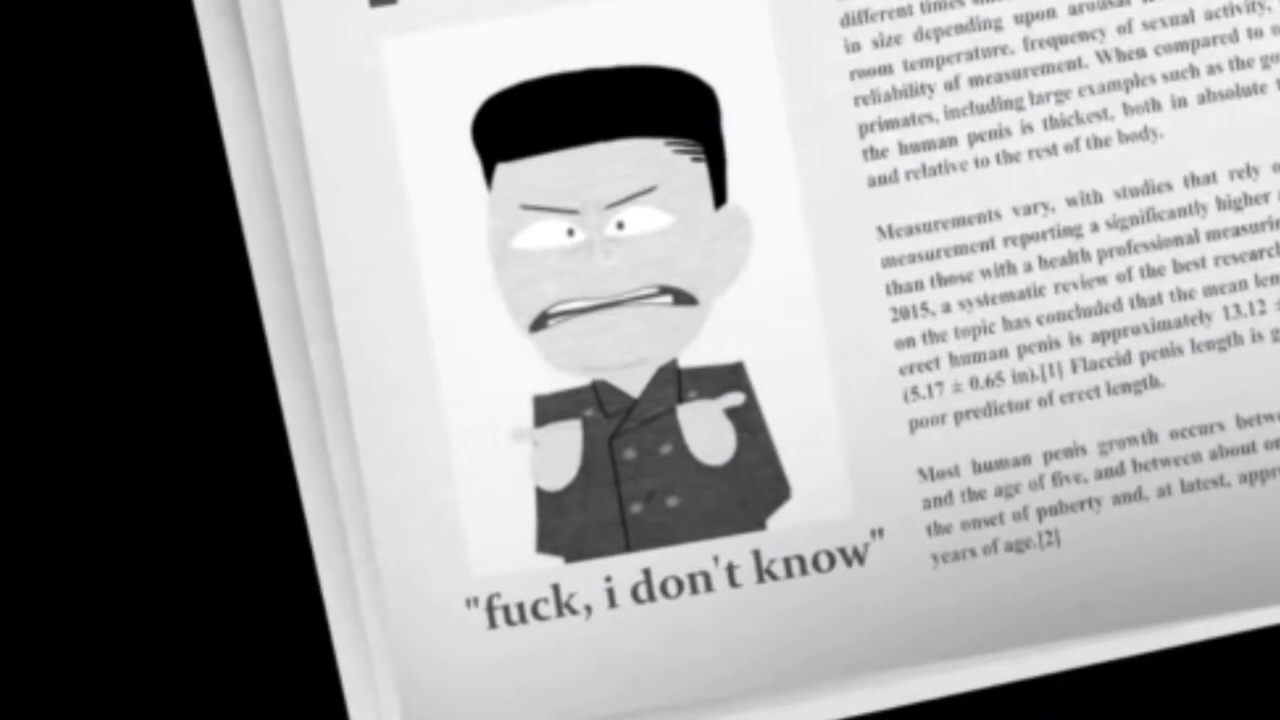 "fuck, i don't know"
different times
in size depending upon arousal
room temperature, frequency of sexual activity,
reliability of measurement. When compared to
primates, including large examples such as the
the human penis is thickest, both in absolute
and relative to the rest of the body.
Measurements vary, with studies that rely
measurement reporting a significantly higher
than those with a health professional
2015, a systematic review of the best
on the topic has concluded that the mean
erect human penis is approximately 13.12 ±
(5.17 ± 0.65 in).[1] Flaccid penis length is
poor predictor of erect length.
Most human penis growth occurs
and the age of five, and between about
the onset of puberty and, at latest,
years of age.[2]